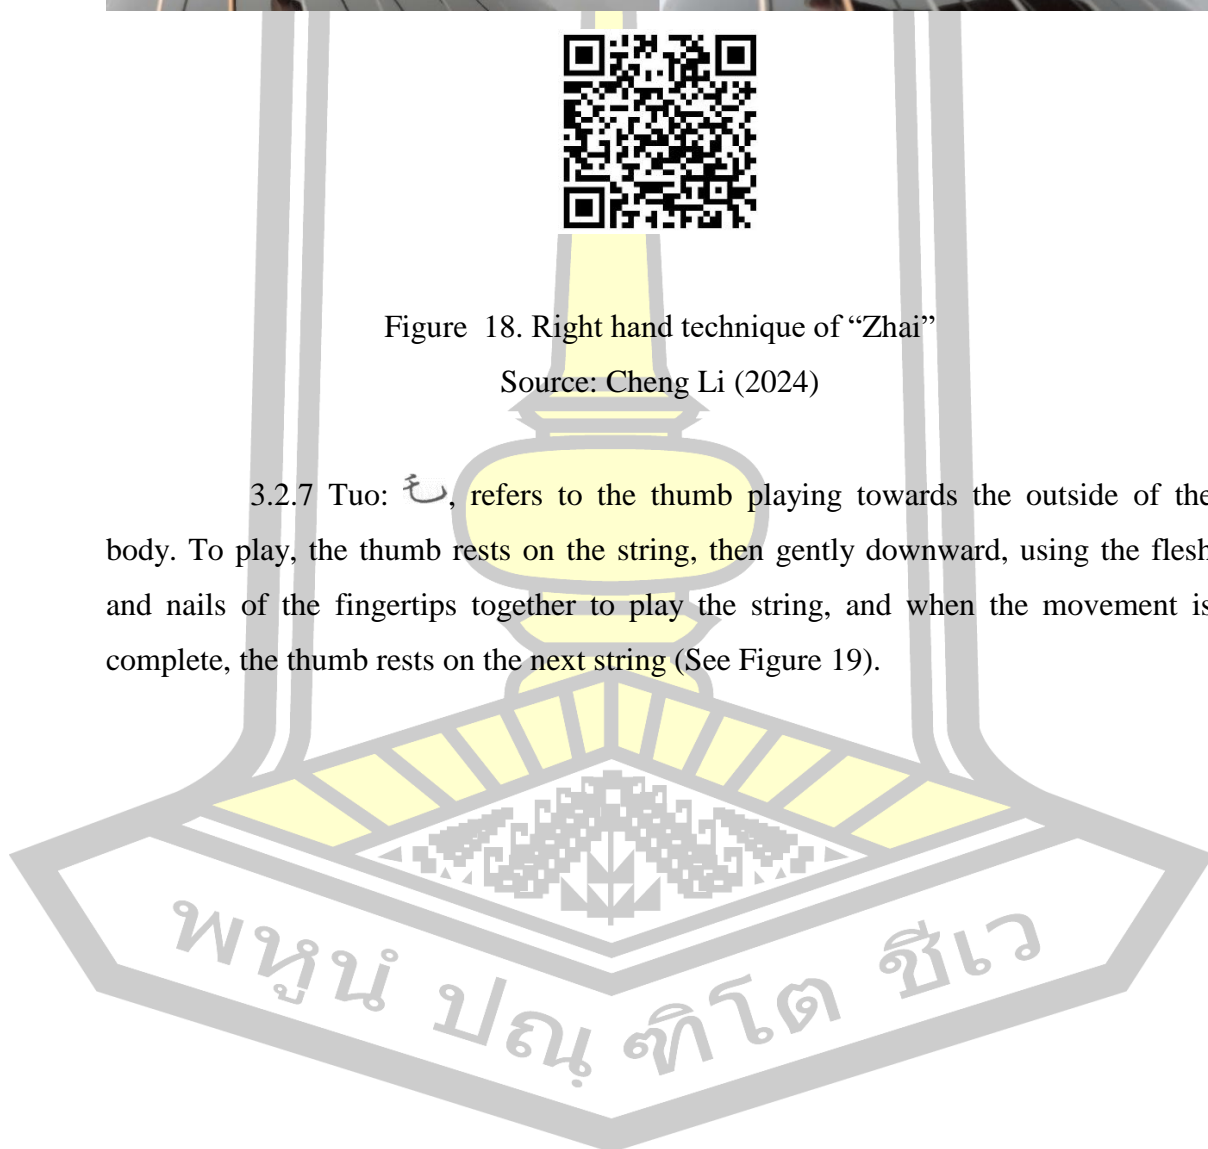 Figure  18. Right hand technique of “Zhai”
Source: Cheng Li (2024)
3.2.7 Tuo: 乇, refers to the thumb playing towards the outside of the
body. To play, the thumb rests on the string, then gently downward, using the flesh
and nails of the fingertips together to play the string, and when the movement is
complete, the thumb rests on the next string (See Figure 19).
พหูนํ ปณฺฑิโต ชีเว